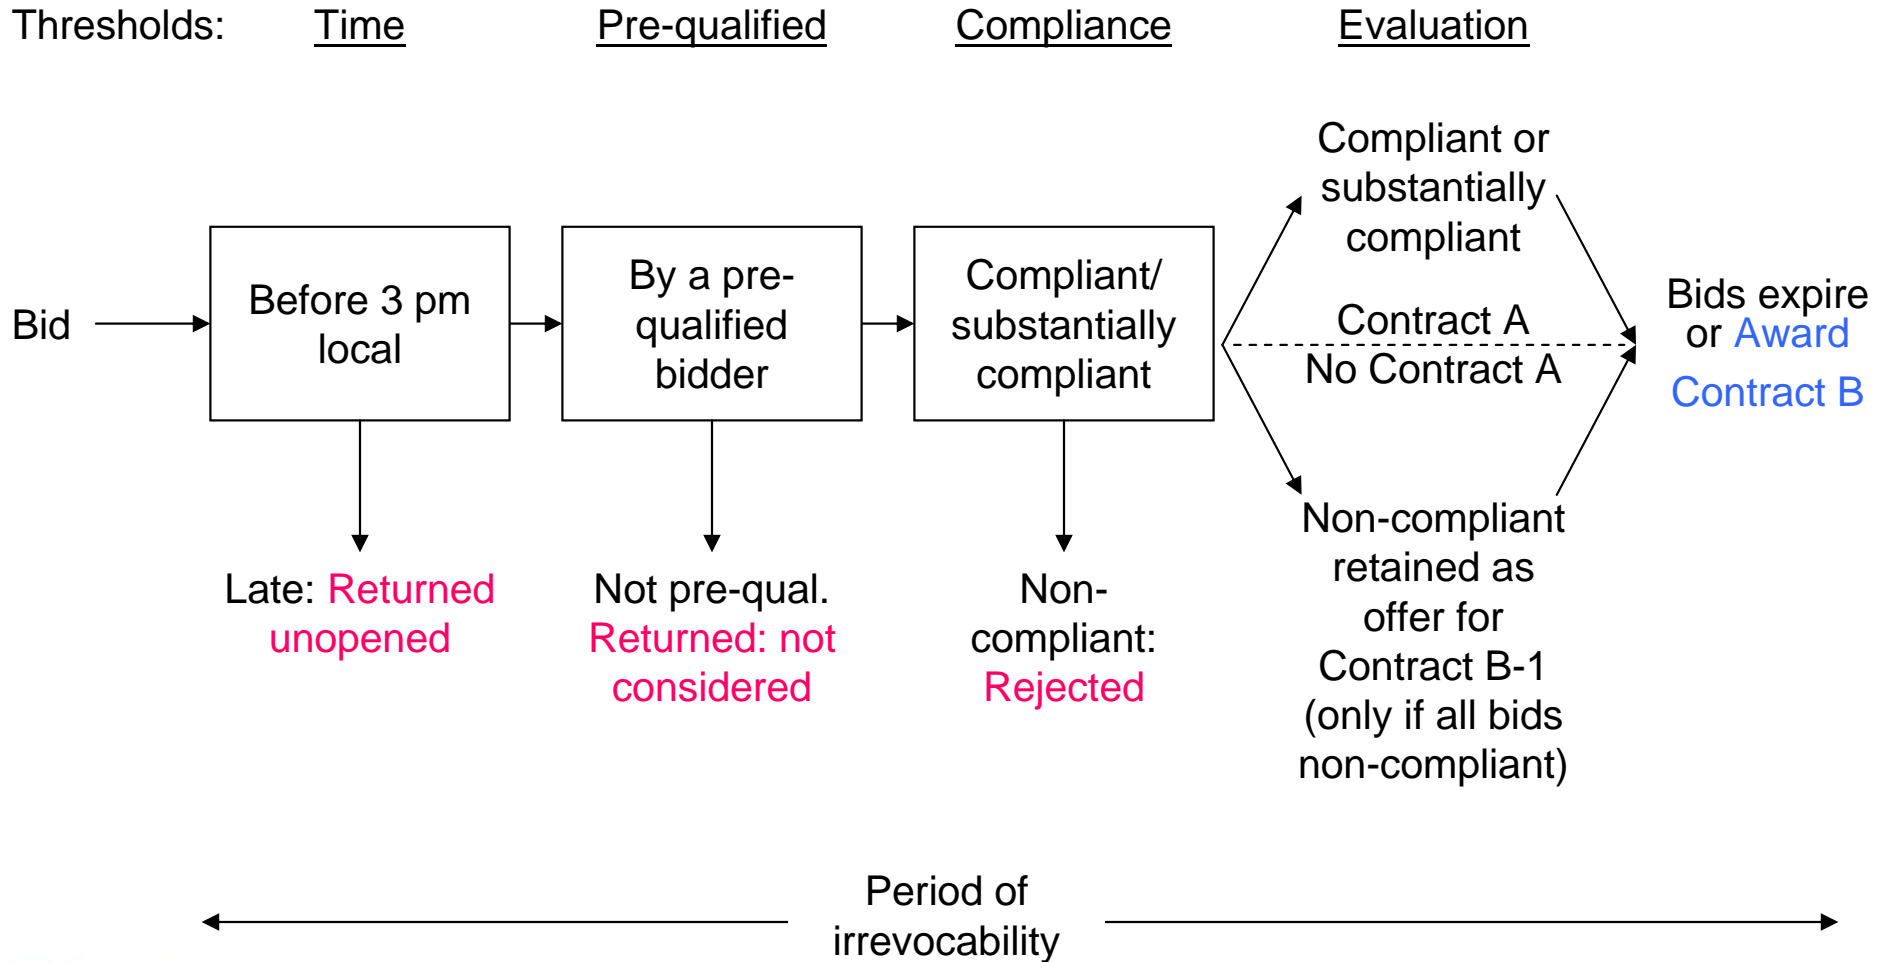 Thresholds: Time Pre-qualified Compliance Evaluation
Bid
Before 3 pm
local
By a pre-
qualified
bidder
Compliant/
substantially
compliant
Compliant or
substantially
compliant
Contract A
No Contract A
Bids expire
or Award
Contract B
Late: Returned
unopened
Not pre-qual.
Returned: not
considered
Non-
compliant:
Rejected
Non-compliant
retained as
offer for
Contract B-1
(only if all bids
non-compliant)
Period of
irrevocability